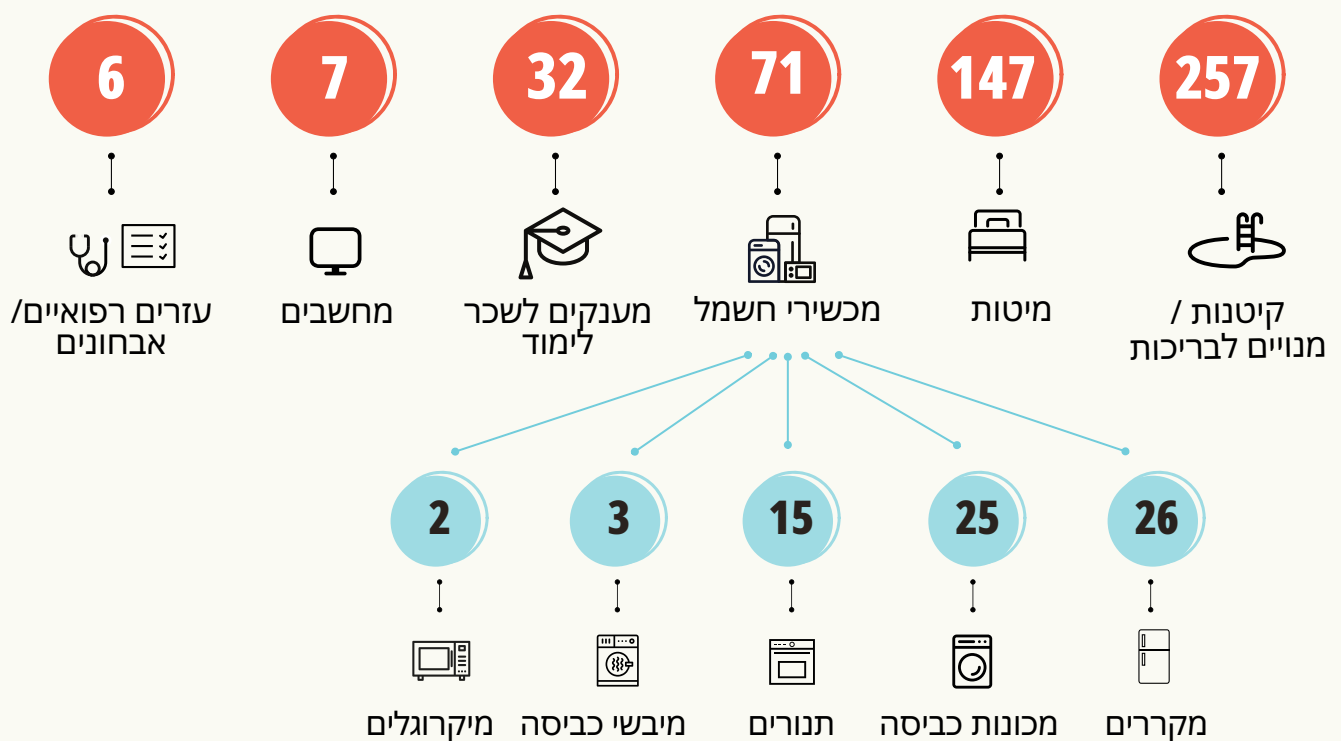 257
147
71
32
7
6
קיטנות /
מנויים לבריכות
מיטות
מכשירי חשמל
מענקים לשכר
לימוד
מחשבים
עזרים רפואיים/
אבחונים
26
25
15
3
2
מקררים
מכונות כביסה
תנורים
מיבשי כביסה
מיקרוגלים